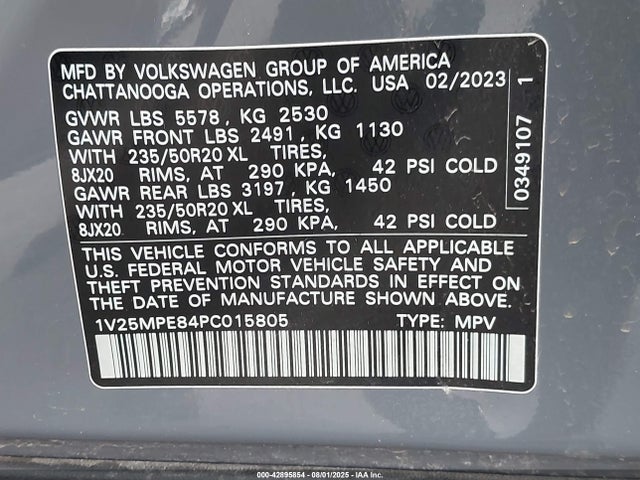 MFD BY VOLKSWAGEN GROUP OF AMERICA
CHATTANOOGA OPERATIONS, LLC. USA 02/2023
GVWR LBS 5578 , KG 2530
GAWR FRONT LBS 2491 , KG 1130
WITH 235/50R20 XL TIRES,
8JX20 RIMS, AT 290 KPA, 42 PSI COLD
GAWR REAR LBS 3197 , KG 1450
WITH 235/50R20 XL TIRES,
8JX20 RIMS, AT 290 KPA, 42 PSI COLD
THIS VEHICLE CONFORMS TO ALL APPLICABLE
U.S. FEDERAL MOTOR VEHICLE SAFETY AND
THEFT PREVENTION STANDARDS IN EFFECT ON
THE DATE OF MANUFACTURE SHOWN ABOVE.
1V25MPE84PC015805 TYPE: MPV
0349107 1
000-42895854 - 08/01/2025 - IAA Inc.